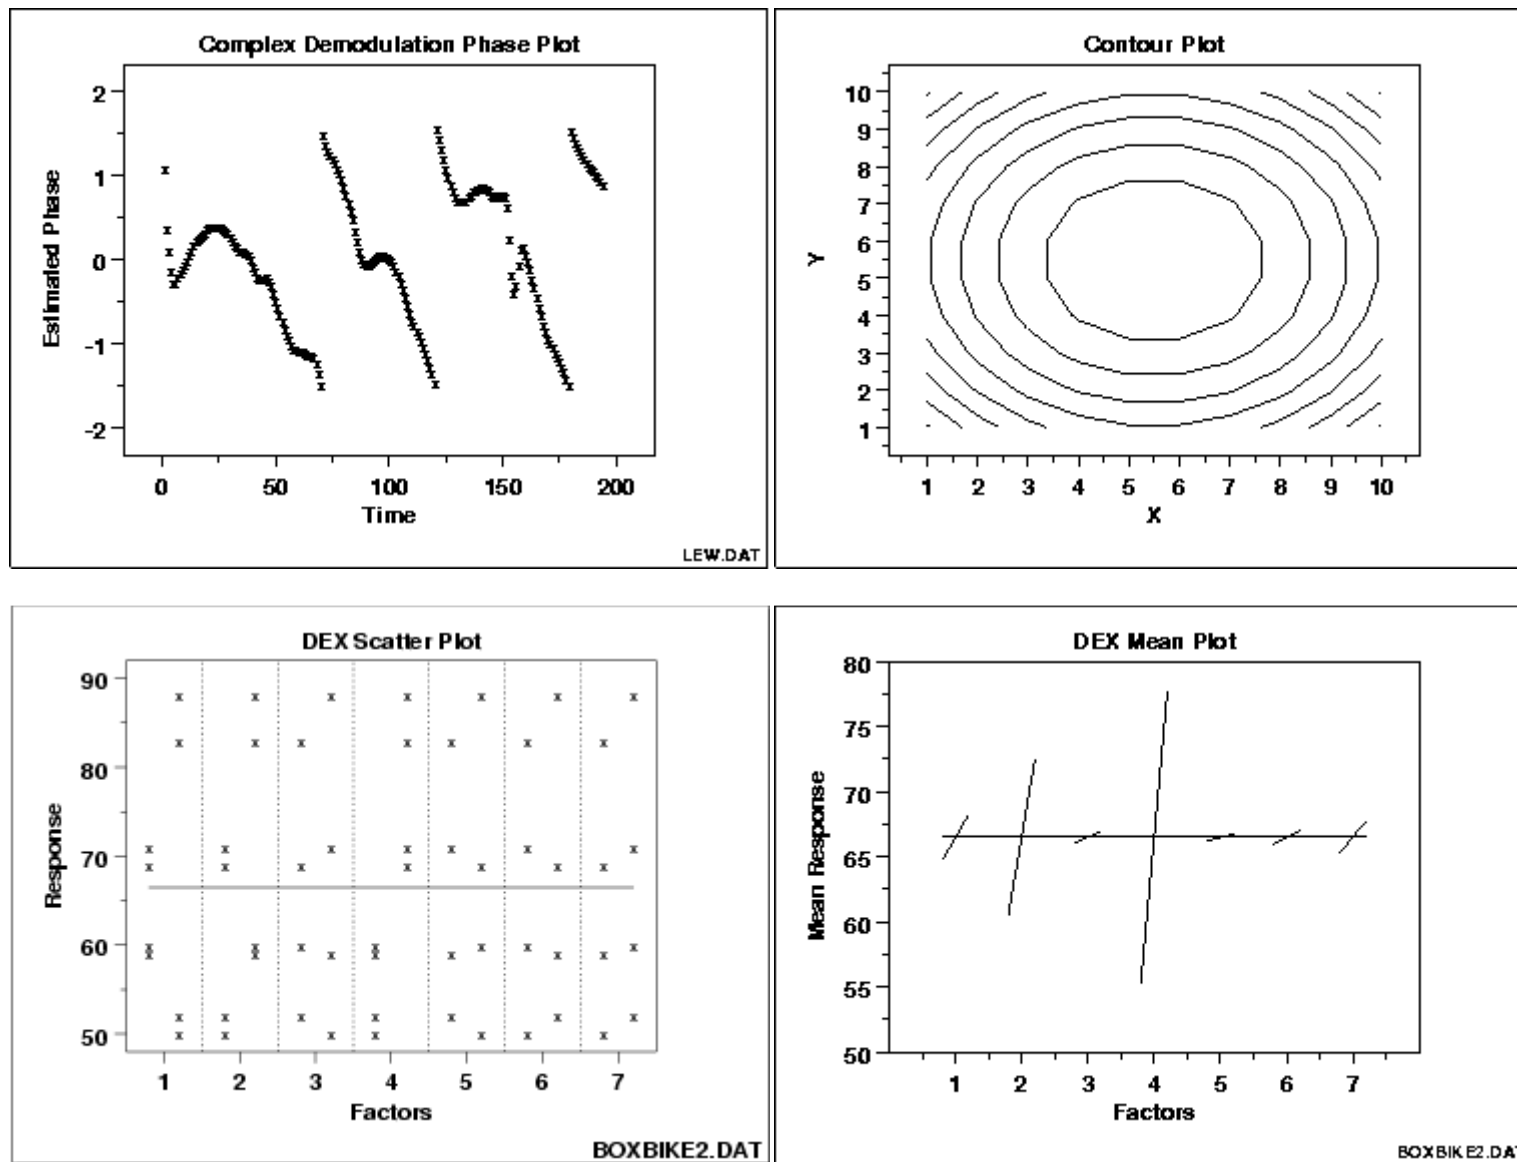 Complex Demodulation Phase Plot
2
1
0
-1
-2
Estimated Phase
0 50 100 150 200
Time
LEW.DAT
Contour Plot
10
9
8
7
6
5
4
3
2
1
Y
1 2 3 4 5 6 7 8 9 10
X
DEX Scatter Plot
90
80
70
60
50
Response
1 2 3 4 5 6 7
Factors
BOXBIKE2.DAT
DEX Mean Plot
80
75
70
65
60
55
50
Mean Response
1 2 3 4 5 6 7
Factors
BOXBIKE2.DAT